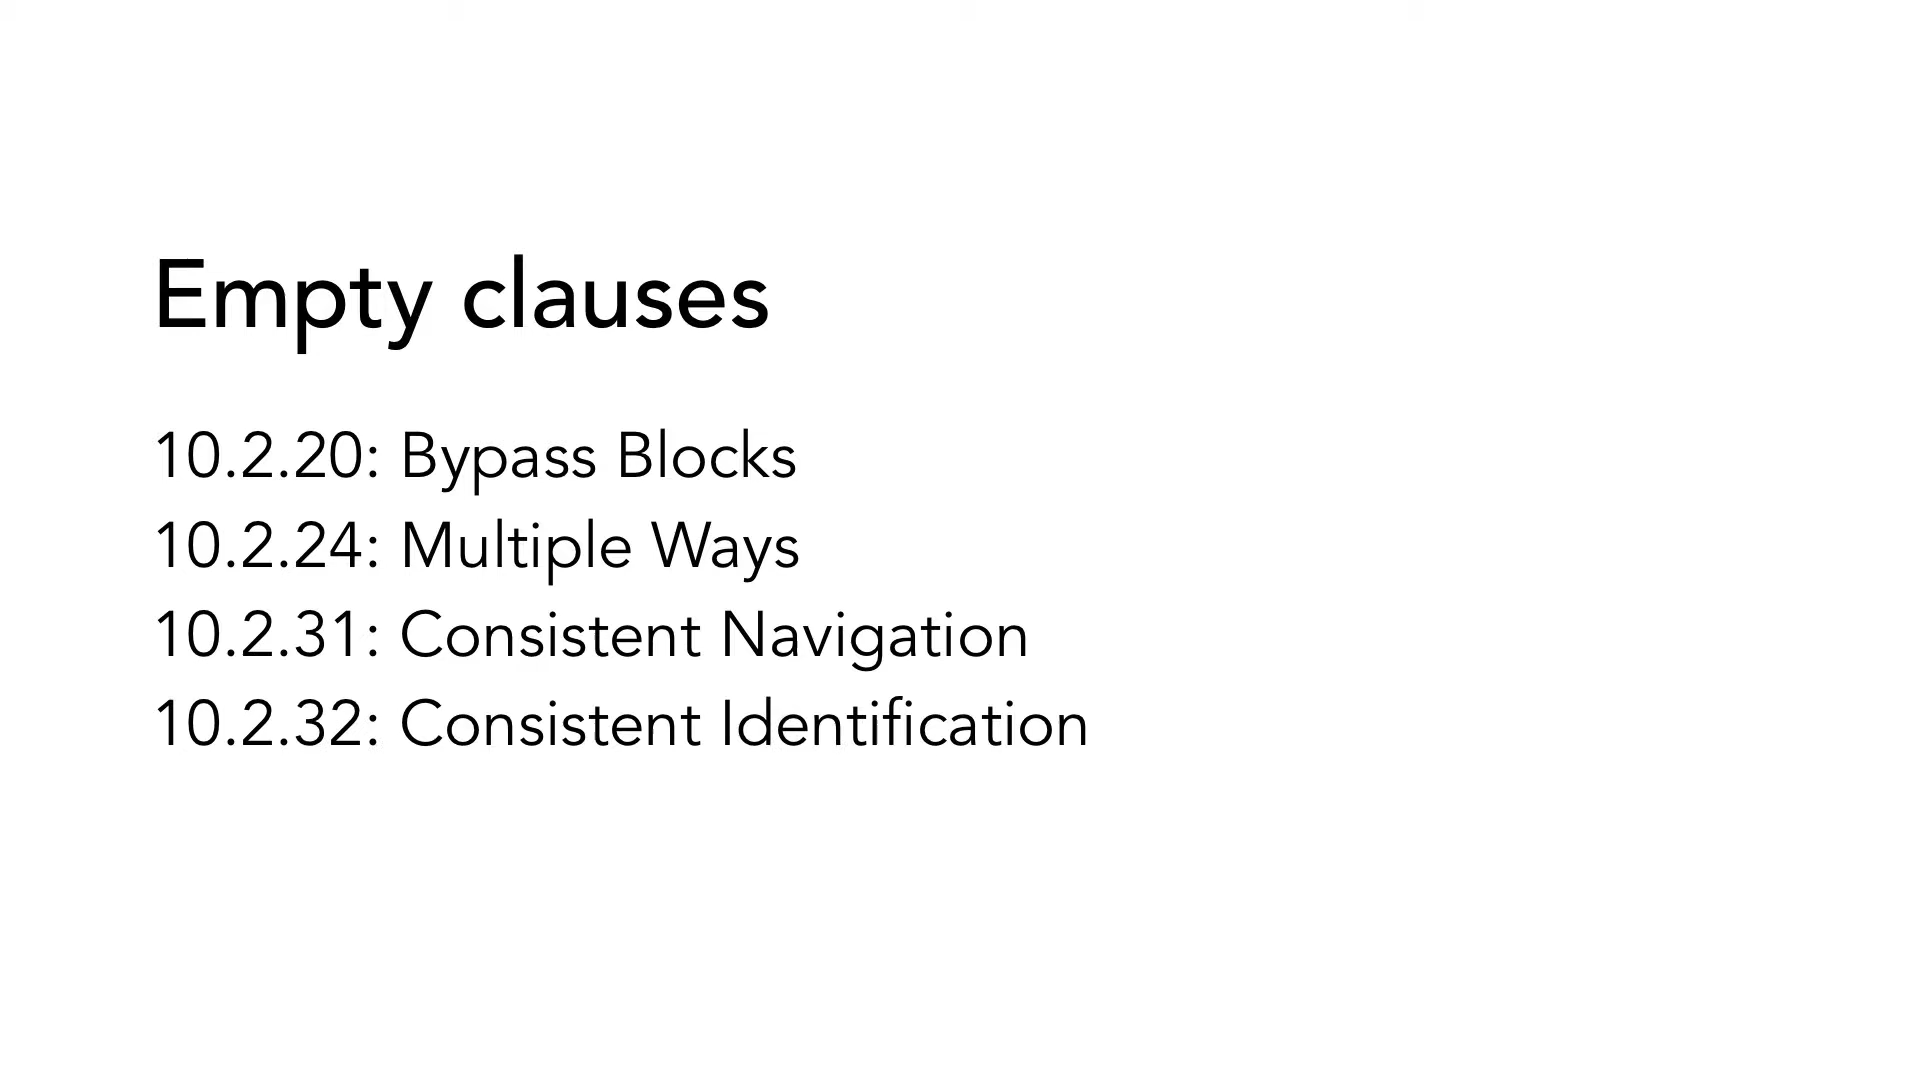 Empty clauses
10.2.20: Bypass Blocks
10.2.24: Multiple Ways
10.2.31: Consistent Navigation
10.2.32: Consistent Identification